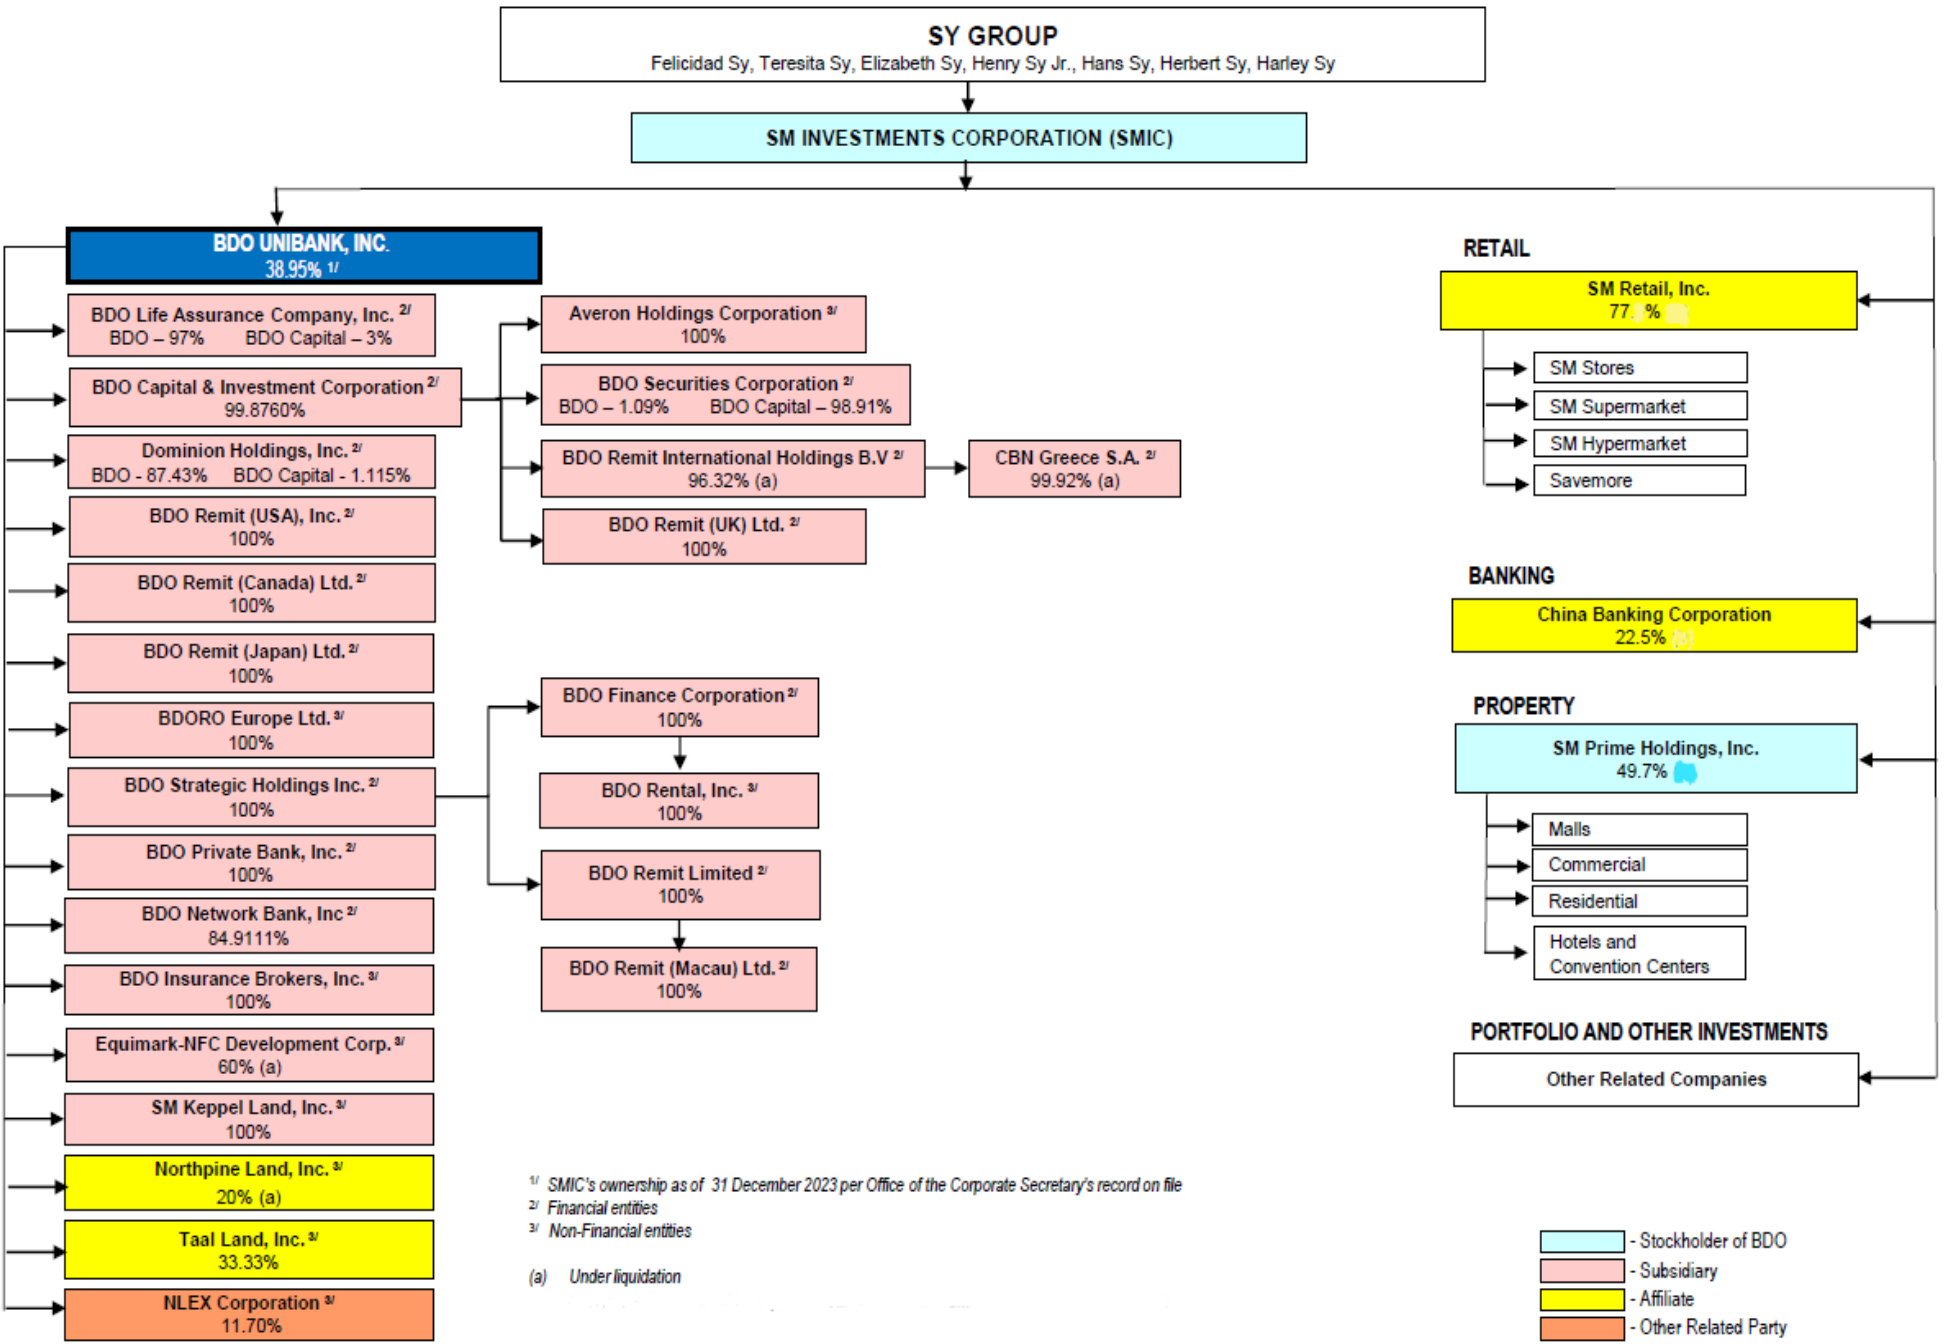 SY GROUP
Felicidad Sy, Teresita Sy, Elizabeth Sy, Henry Sy Jr., Hans Sy, Herbert Sy, Harley Sy
SM INVESTMENTS CORPORATION (SMIC)
BDO UNIBANK, INC.
38.95% 1/
BDO Life Assurance Company, Inc. 2/
BDO – 97% BDO Capital – 3%
BDO Capital & Investment Corporation 2/
99.8760%
Dominion Holdings, Inc. 2/
BDO - 87.43% BDO Capital - 1.115%
BDO Remit (USA), Inc. 2/
100%
BDO Remit (Canada) Ltd. 2/
100%
BDO Remit (Japan) Ltd. 2/
100%
BDORO Europe Ltd. 3/
100%
BDO Strategic Holdings Inc. 2/
100%
BDO Private Bank, Inc. 2/
100%
BDO Network Bank, Inc 2/
84.9111%
BDO Insurance Brokers, Inc. 3/
100%
Equimark-NFC Development Corp. 3/
60% (a)
SM Keppel Land, Inc. 3/
100%
Northpine Land, Inc. 3/
20% (a)
Taal Land, Inc. 3/
33.33%
NLEX Corporation 3/
11.70%
Averon Holdings Corporation 3/
100%
BDO Securities Corporation 2/
BDO – 1.09% BDO Capital – 98.91%
BDO Remit International Holdings B.V 2/
96.32% (a)
CBN Greece S.A. 2/
99.92% (a)
BDO Remit (UK) Ltd. 2/
100%
BDO Finance Corporation 2/
100%
BDO Rental, Inc. 3/
100%
BDO Remit Limited 2/
100%
BDO Remit (Macau) Ltd. 2/
100%
RETAIL
SM Retail, Inc.
77. %
SM Stores
SM Supermarket
SM Hypermarket
Savemore
BANKING
China Banking Corporation
22.5%
PROPERTY
SM Prime Holdings, Inc.
49.7%
Malls
Commercial
Residential
Hotels and
Convention Centers
PORTFOLIO AND OTHER INVESTMENTS
Other Related Companies
1/ SMIC's ownership as of 31 December 2023 per Office of the Corporate Secretary's record on file
2/ Financial entities
3/ Non-Financial entities
(a) Under liquidation
- Stockholder of BDO
- Subsidiary
- Affiliate
- Other Related Party